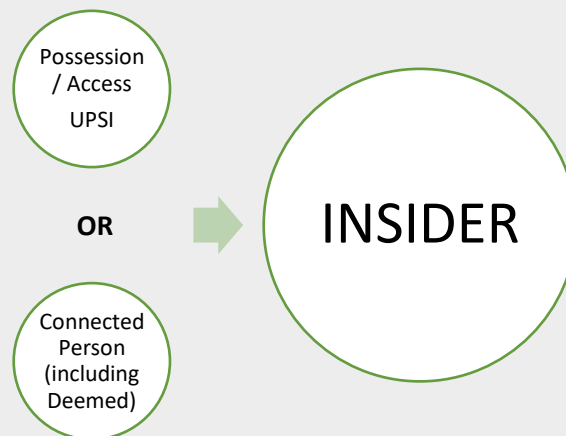 Possession
/ Access
UPSI
OR
INSIDER
Connected
Person
(including
Deemed)